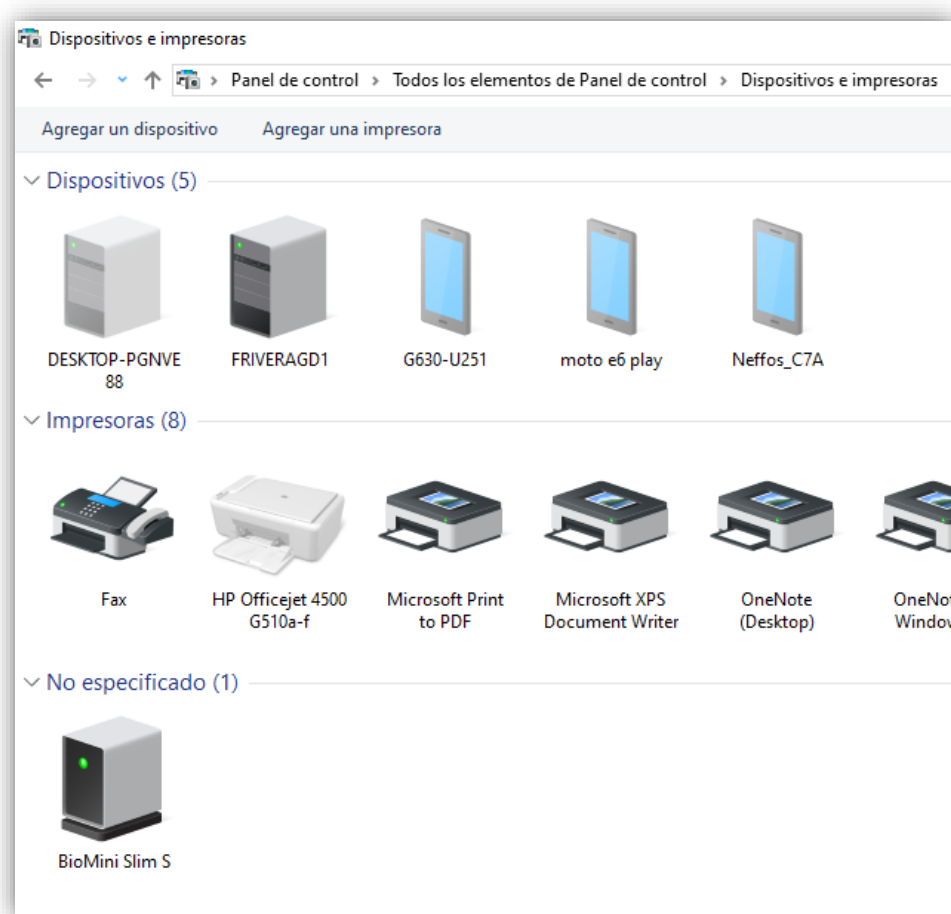 Dispositivos e impresoras
Panel de control > Todos los elementos de Panel de control > Dispositivos e impresoras
Agregar un dispositivo Agregar una impresora
Dispositivos (5)
DESKTOP-PGNVE
88
FRIVERAGD1
G630-U251
moto e6 play
Neffos_C7A
Impresoras (8)
Fax
HP Officejet 4500
G510a-f
Microsoft Print
to PDF
Microsoft XPS
Document Writer
OneNote
(Desktop)
No especificado (1)
BioMini Slim S